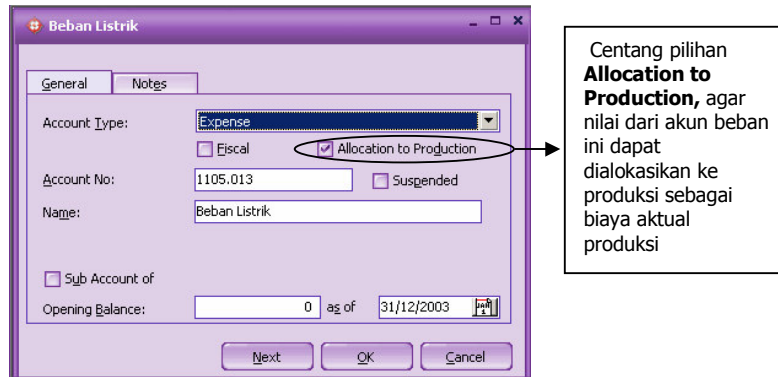 Beban Listrik
General Notes
Account Type: Expense
Fiscal Allocation to Production
Account No: 1105.013 Suspended
Name: Beban Listrik
Sub Account of
Opening Balance: 0 as of 31/12/2003 JAN 1
Next OK Cancel
Centang pilihan
Allocation to
Production, agar
nilai dari akun beban
ini dapat
dialokasikan ke
produksi sebagai
biaya aktual
produksi